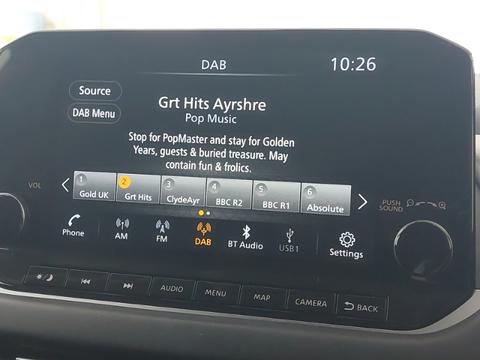 DAB
10:26
Source
DAB Menu
Grt Hits Ayrshre
Pop Music
Stop for PopMaster and stay for Golden
Years, guests & buried treasure. May
contain fun & frolics.
1 Gold UK
2 Grt Hits
3 ClydeAyr
4 BBC R2
5 BBC R1
6 Absolute
VOL
PUSH
SOUND
Phone
AM
FM
DAB
BT Audio
USB1
Settings
AUDIO
MENU
MAP
CAMERA
BACK